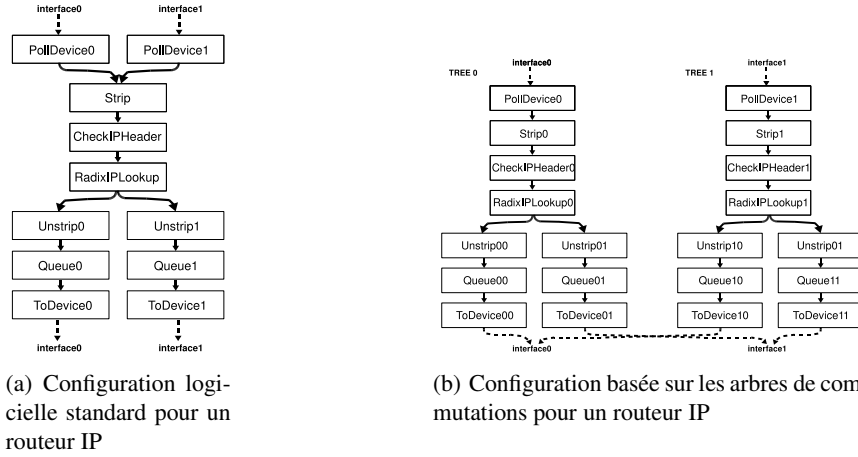 interface0
interface1
PollDevice0
PollDevice1
Strip
CheckIPHeader
RadixIPLookup
Unstrip0
Unstrip1
Queue0
Queue1
ToDevice0
ToDevice1
interface0
interface1
(a) Configuration logi-
cielle standard pour un
routeur IP
TREE 0
interface0
PollDevice0
Strip0
CheckIPHeader0
RadixIPLookup0
Unstrip00
Unstrip01
Queue00
Queue01
ToDevice00
ToDevice01
interface0
TREE 1
interface1
PollDevice1
Strip1
CheckIPHeader1
RadixIPLookup1
Unstrip10
Unstrip01
Queue10
Queue11
ToDevice10
ToDevice11
interface1
(b) Configuration basée sur les arbres de com
mutations pour un routeur IP